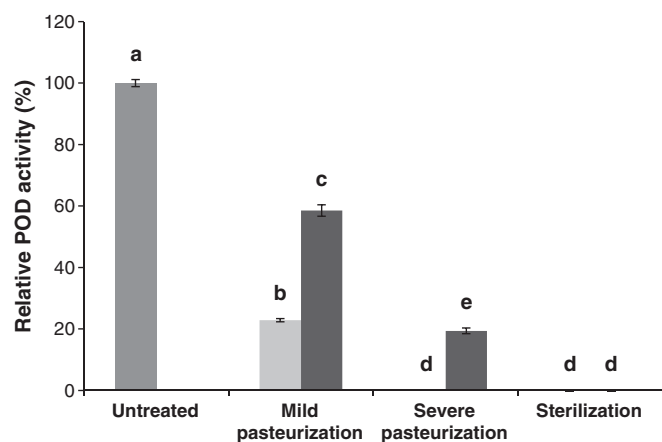 Relative POD activity (%)
120
100
80
60
40
20
0
a
b
c
d
e
d
d
Untreated
Mild
pasteurization
Severe
pasteurization
Sterilization